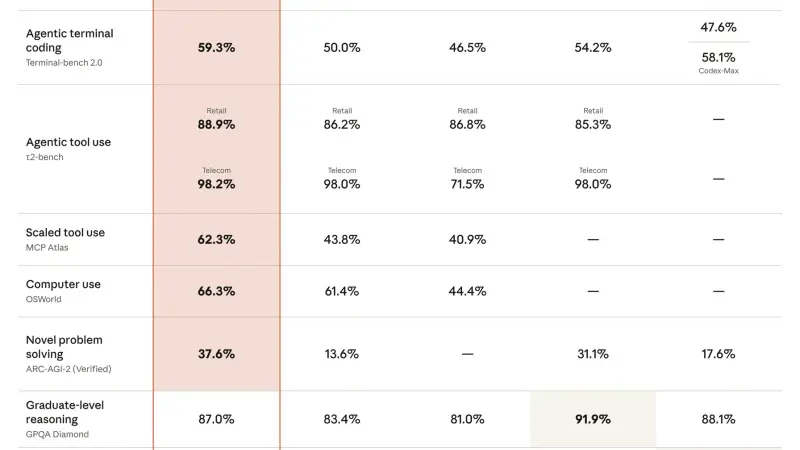 Agentic terminal
coding
Terminal-bench 2.0
59.3%
50.0%
46.5%
54.2%
47.6%
58.1%
Codex-Max
Agentic tool use
τ2-bench
Retail
88.9%
Retail
86.2%
Retail
86.8%
Retail
85.3%
—
Telecom
98.2%
Telecom
98.0%
Telecom
71.5%
Telecom
98.0%
—
Scaled tool use
MCP Atlas
62.3%
43.8%
40.9%
—
—
Computer use
OSWorld
66.3%
61.4%
44.4%
—
—
Novel problem
solving
ARC-AGI-2 (Verified)
37.6%
13.6%
—
31.1%
17.6%
Graduate-level
reasoning
GPQA Diamond
87.0%
83.4%
81.0%
91.9%
88.1%